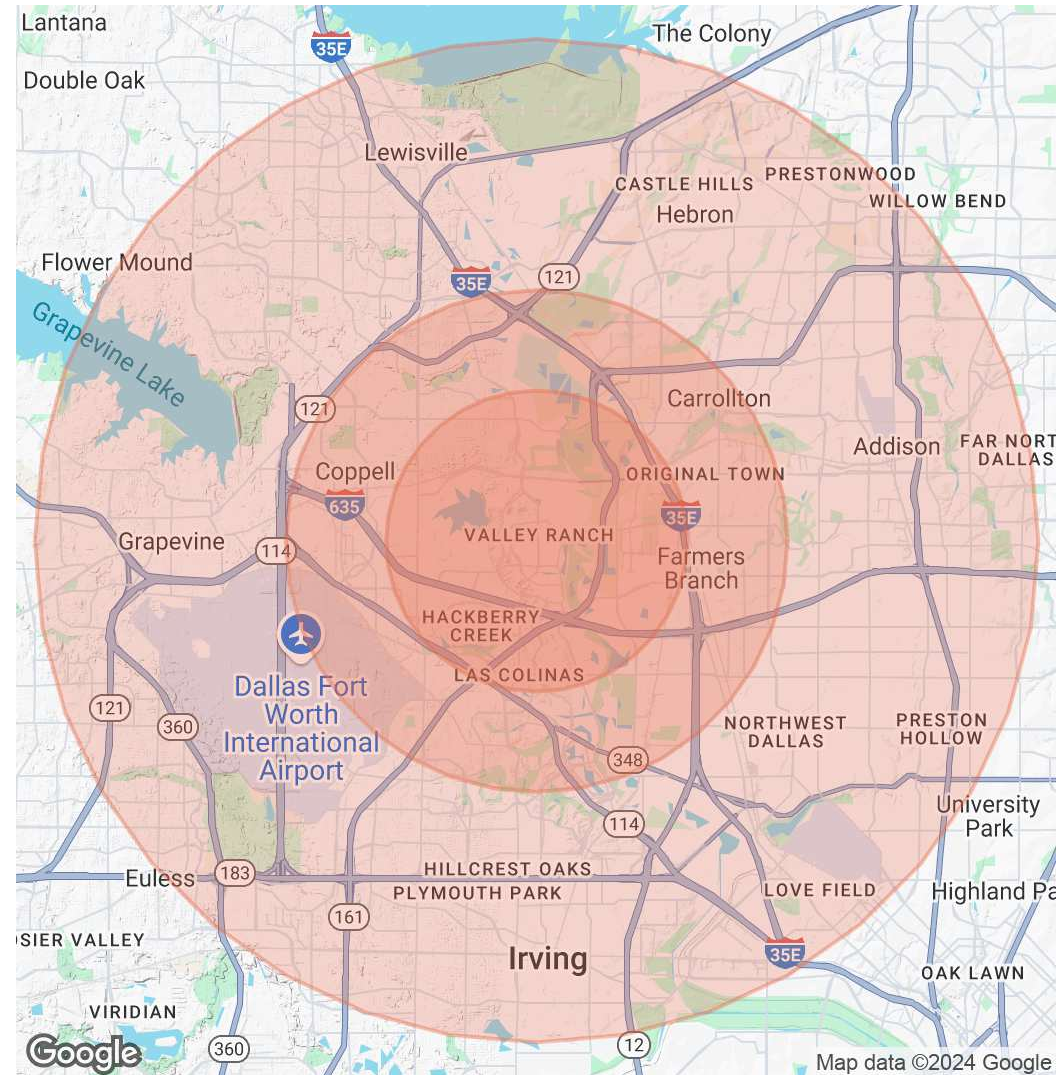 Lantana
35E
The Colony
Double Oak
Lewisville
PRESTONWOOD
CASTLE HILLS
WILLOW BEND
Hebron
Flower Mound
121
35E
Grapevine Lake
Carrollton
121
Addison
FAR NORT
DALLAS
Coppell
ORIGINAL TOWN
635
35E
VALLEY RANCH
Grapevine
114
Farmers
Branch
HACKBERRY
CREEK
LAS COLINAS
Dallas Fort
Worth
International
Airport
121
360
NORTHWEST
DALLAS
PRESTON
HOLLOW
348
University
Park
114
HILLCREST OAKS
183
Euless
PLYMOUTH PARK
LOVE FIELD
Highland Pa
161
OSIER VALLEY
Irving
35E
OAK LAWN
VIRIDIAN
360
12
Google
Map data ©2024 Google